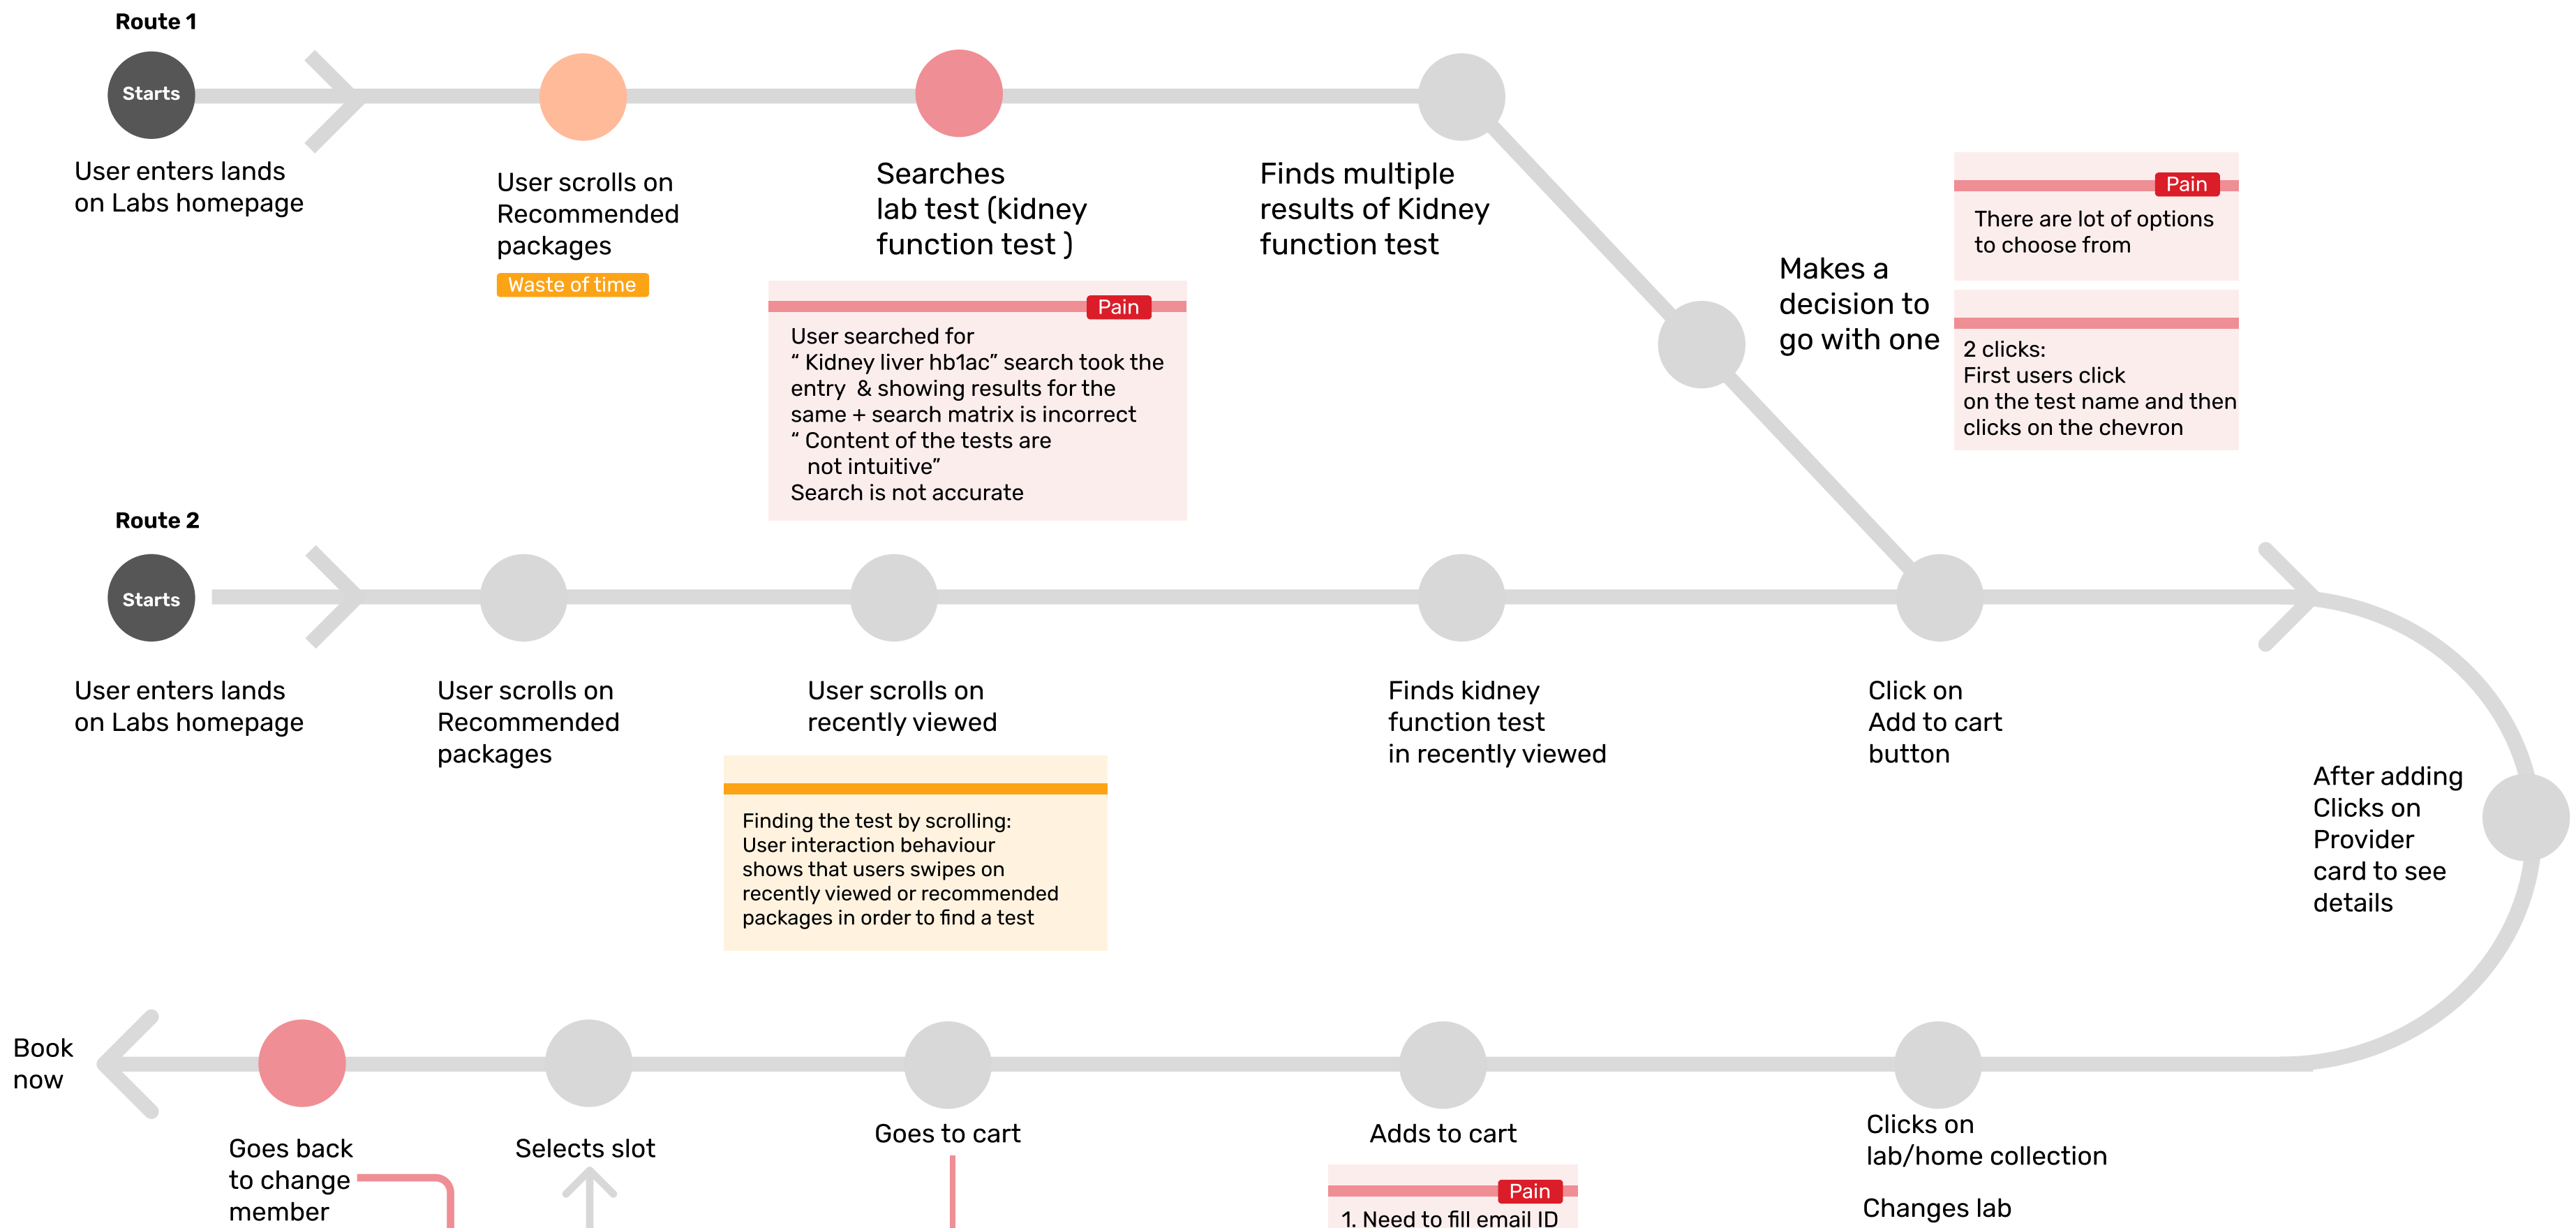 Route 1
Starts
User enters lands
on Labs homepage
User scrolls on
Recommended
packages
Waste of time
Searches
lab test (kidney
function test )
Pain
User searched for
“ Kidney liver hb1ac” search took the
entry & showing results for the
same + search matrix is incorrect
“ Content of the tests are
not intuitive”
Search is not accurate
Finds multiple
results of Kidney
function test
Makes a
decision to
go with one
Pain
There are lot of options
to choose from
2 clicks:
First users click
on the test name and then
clicks on the chevron
Route 2
Starts
User enters lands
on Labs homepage
User scrolls on
Recommended
packages
User scrolls on
recently viewed
Finding the test by scrolling:
User interaction behaviour
shows that users swipes on
recently viewed or recommended
packages in order to find a test
Finds kidney
function test
in recently viewed
Click on
Add to cart
button
After adding
Clicks on
Provider
card to see
details
Clicks on
lab/home collection
Changes lab
Adds to cart
Pain
1. Need to fill email ID
Goes to cart
Selects slot
Goes back
to change
member
Book
now